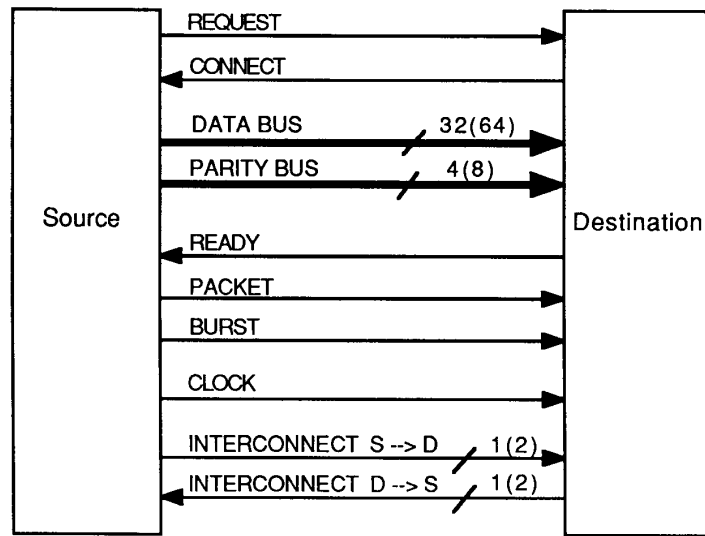 REQUEST
CONNECT
DATA BUS 32(64)
PARITY BUS 4(8)
Source
Destination
READY
PACKET
BURST
CLOCK
INTERCONNECT S --> D 1(2)
INTERCONNECT D --> S 1(2)